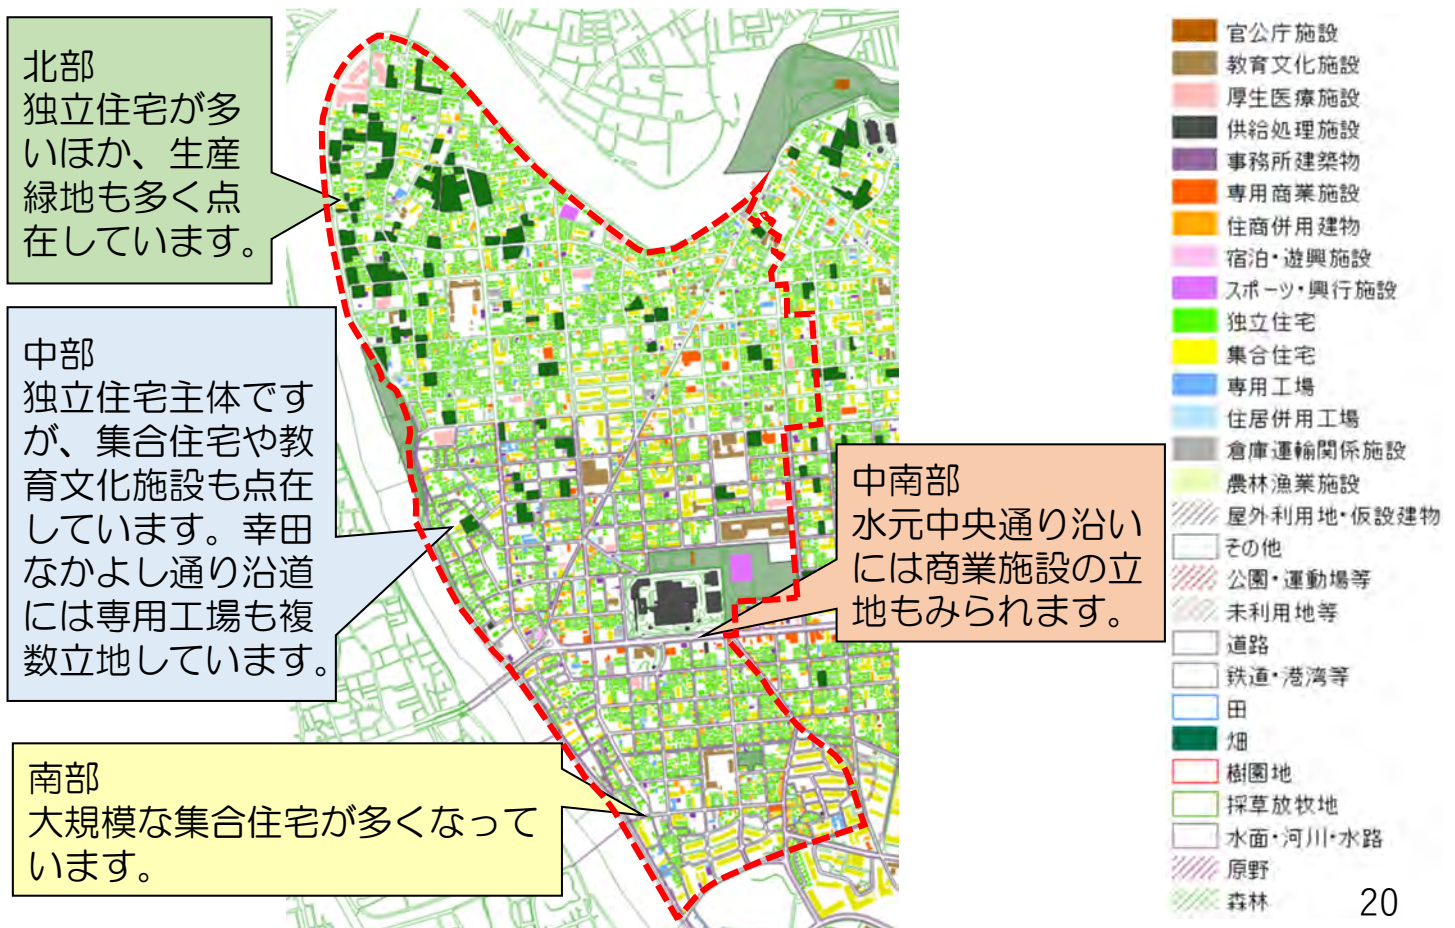 北部
独立住宅が多
いほか、生産
緑地も多く点
在しています。
中部
独立住宅主体です
が、集合住宅や教
育文化施設も点在
しています。幸田
なかよし通り沿道
には専用工場も複
数立地しています。
中南部
水元中央通り沿い
には商業施設の立
地もみられます。
南部
大規模な集合住宅が多くなって
います。
官公庁施設
教育文化施設
厚生医療施設
供給処理施設
事務所建築物
専用商業施設
住商併用建物
宿泊・遊興施設
スポーツ・興行施設
独立住宅
集合住宅
専用工場
住居併用工場
倉庫運輸関係施設
農林漁業施設
屋外利用地・仮設建物
その他
公園・運動場等
未利用地等
道路
鉄道・港湾等
田
畑
樹園地
採草放牧地
水面・河川・水路
原野
森林
20